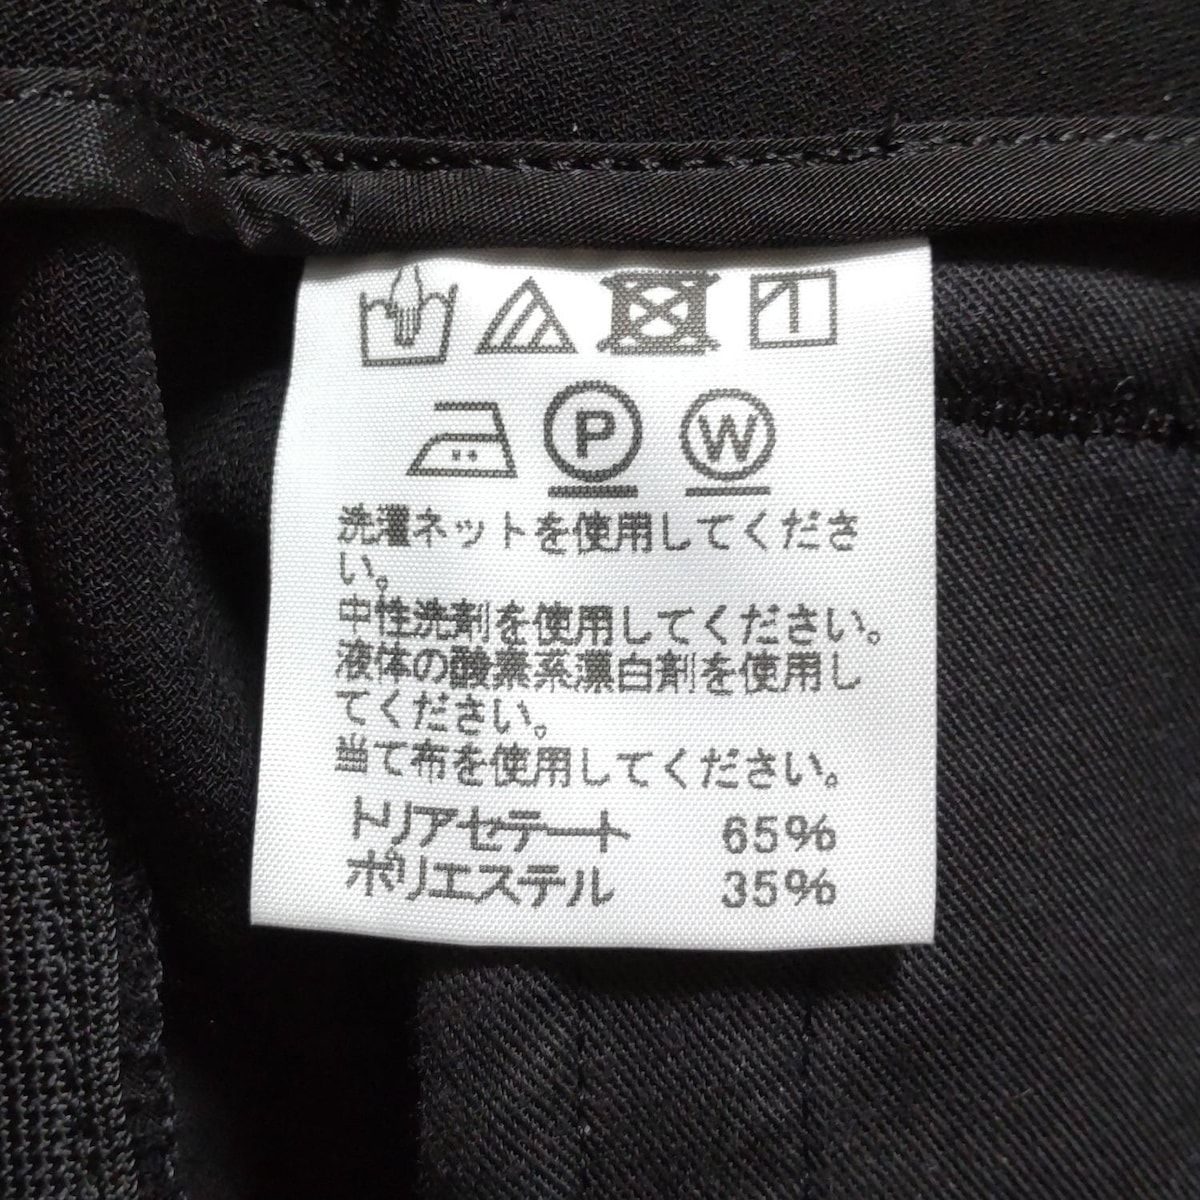 P W
洗濯ネットを使用してくださ
い。
中性洗剤を使用してください。
液体の酸素系漂白剤を使用し
てください。
当て布を使用してください。
トリアセテート 65%
ポリエステル 35%